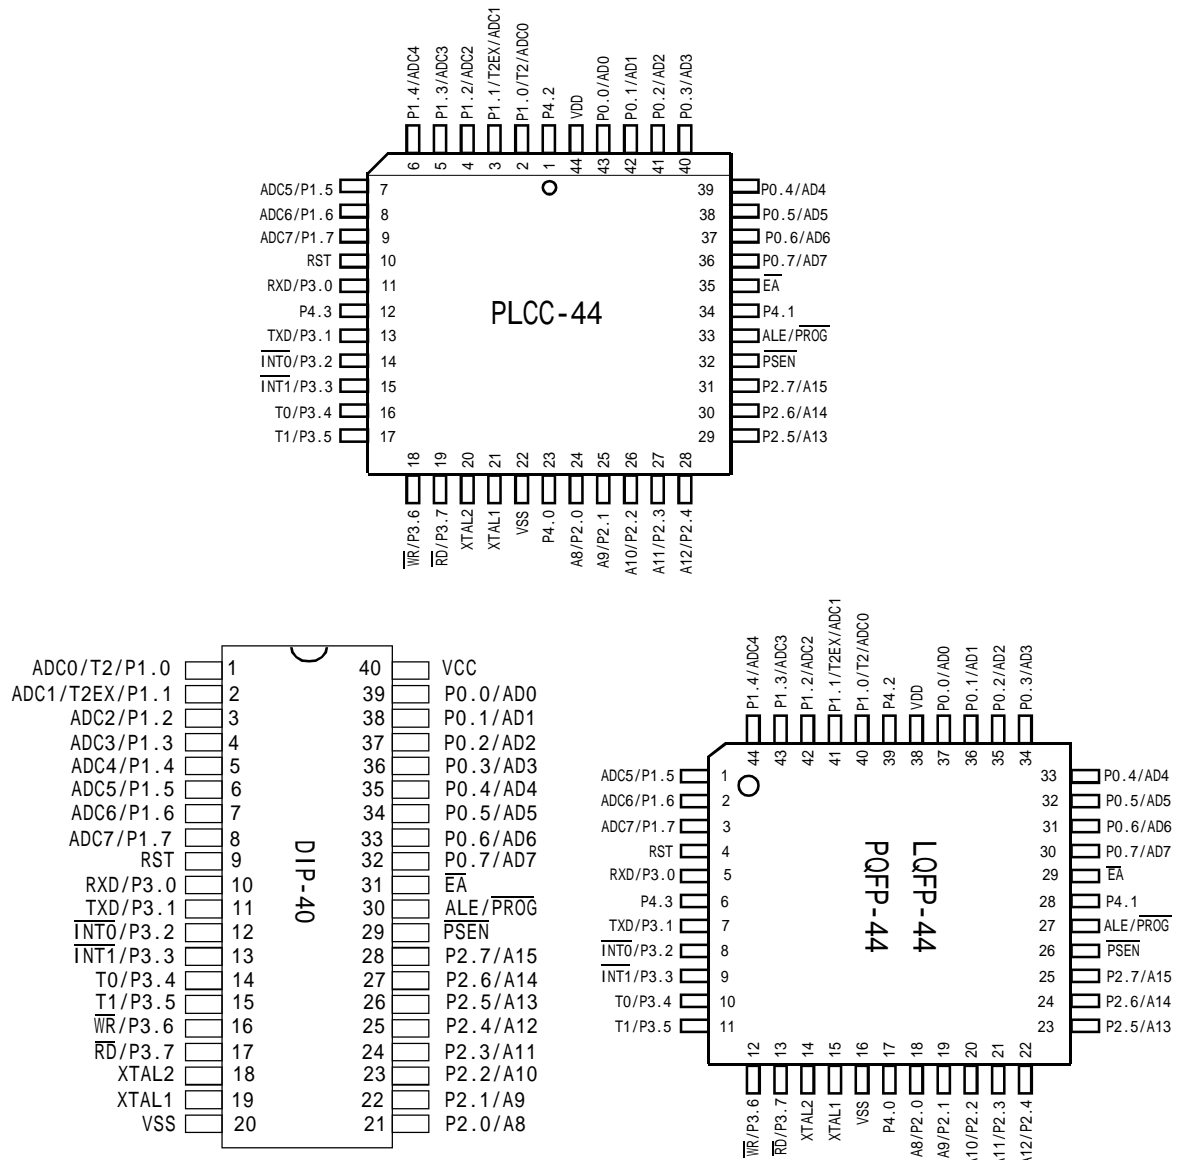 P1.4/ADC4
P1.3/ADC3
P1.2/ADC2
P1.1/T2EX/ADC1
P1.0/T2/ADC0
P4.2
VDD
P0.0/AD0
P0.1/AD1
P0.2/AD2
P0.3/AD3
6 5 4 3 2 1 44 43 42 41 40
ADC5/P1.5 7 39 P0.4/AD4
ADC6/P1.6 8 38 P0.5/AD5
ADC7/P1.7 9 37 P0.6/AD6
RST 10 36 P0.7/AD7
RXD/P3.0 11 35 EA
P4.3 12 34 P4.1
PLCC-44
TXD/P3.1 13 33 ALE/PROG
INT0/P3.2 14 32 PSEN
INT1/P3.3 15 31 P2.7/A15
T0/P3.4 16 30 P2.6/A14
T1/P3.5 17 29 P2.5/A13
18 19 20 21 22 23 24 25 26 27 28
WR/P3.6
RD/P3.7
XTAL2
XTAL1
VSS
P4.0
A8/P2.0
A9/P2.1
A10/P2.2
A11/P2.3
A12/P2.4
ADC0/T2/P1.0 1 40 VCC
ADC1/T2EX/P1.1 2 39 P0.0/AD0
ADC2/P1.2 3 38 P0.1/AD1
ADC3/P1.3 4 37 P0.2/AD2
ADC4/P1.4 5 36 P0.3/AD3
ADC5/P1.5 6 35 P0.4/AD4
ADC6/P1.6 7 34 P0.5/AD5
ADC7/P1.7 8 33 P0.6/AD6
RST 9 32 P0.7/AD7
RXD/P3.0 10 31 EA
TXD/P3.1 11 30 ALE/PROG
INT0/P3.2 12 29 PSEN
INT1/P3.3 13 28 P2.7/A15
T0/P3.4 14 27 P2.6/A14
T1/P3.5 15 26 P2.5/A13
WR/P3.6 16 25 P2.4/A12
RD/P3.7 17 24 P2.3/A11
XTAL2 18 23 P2.2/A10
XTAL1 19 22 P2.1/A9
VSS 20 21 P2.0/A8
DIP-40
P1.4/ADC4
P1.3/ADC3
P1.2/ADC2
P1.1/T2EX/ADC1
P1.0/T2/ADC0
P4.2
VDD
P0.0/AD0
P0.1/AD1
P0.2/AD2
P0.3/AD3
44 43 42 41 40 39 38 37 36 35 34
ADC5/P1.5 1 33 P0.4/AD4
ADC6/P1.6 2 32 P0.5/AD5
ADC7/P1.7 3 31 P0.6/AD6
RST 4 30 P0.7/AD7
RXD/P3.0 5 29 EA
P4.3 6 28 P4.1
TXD/P3.1 7 27 ALE/PROG
INT0/P3.2 8 26 PSEN
INT1/P3.3 9 25 P2.7/A15
T0/P3.4 10 24 P2.6/A14
T1/P3.5 11 23 P2.5/A13
LQFP-44
PQFP-44
12 13 14 15 16 17 18 19 20 21 22
WR/P3.6
RD/P3.7
XTAL2
XTAL1
VSS
P4.0
A8/P2.0
A9/P2.1
A10/P2.2
A11/P2.3
A12/P2.4